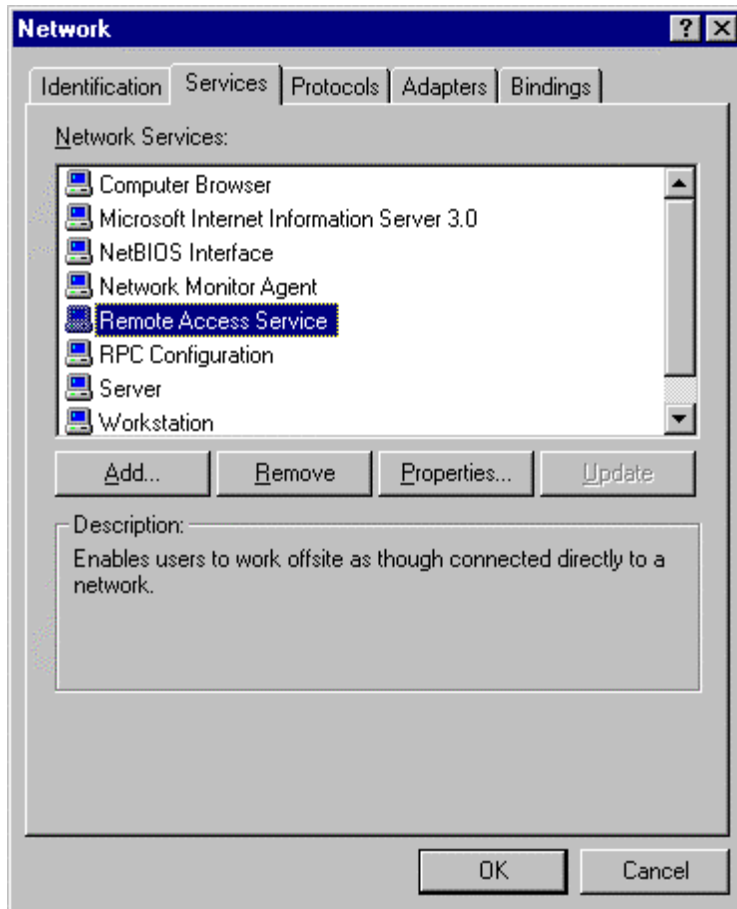 Network
Identification Services Protocols Adapters Bindings
Network Services:
Computer Browser
Microsoft Internet Information Server 3.0
NetBIOS Interface
Network Monitor Agent
Remote Access Service
RPC Configuration
Server
Workstation
Add... Remove Properties... Update
Description:
Enables users to work offsite as though connected directly to a
network.
OK Cancel